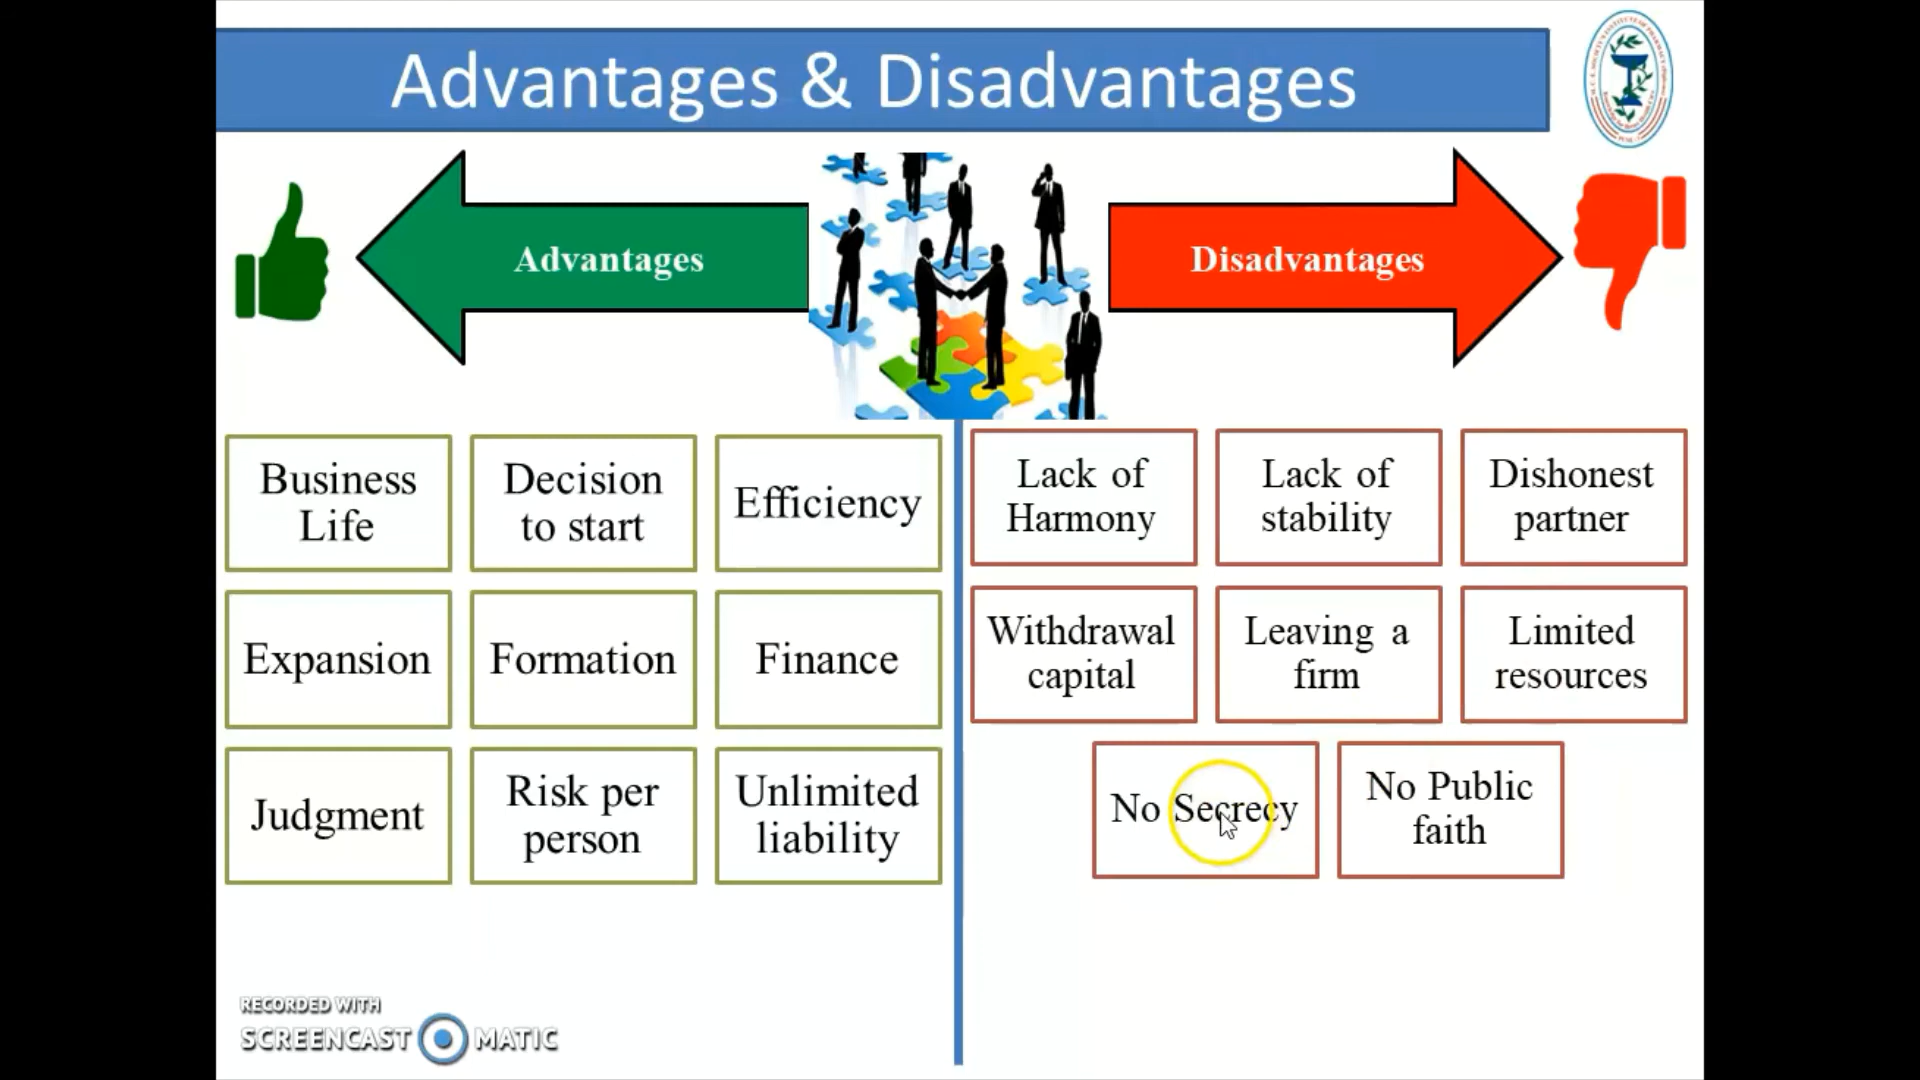 Advantages & Disadvantages
Advantages
Disadvantages
Business
Life
Decision
to start
Efficiency
Expansion
Formation
Finance
Judgment
Risk per
person
Unlimited
liability
Lack of
Harmony
Lack of
stability
Dishonest
partner
Withdrawal
capital
Leaving a
firm
Limited
resources
No Secrecy
No Public
faith
RECORDED WITH
SCREENCAST MATIC